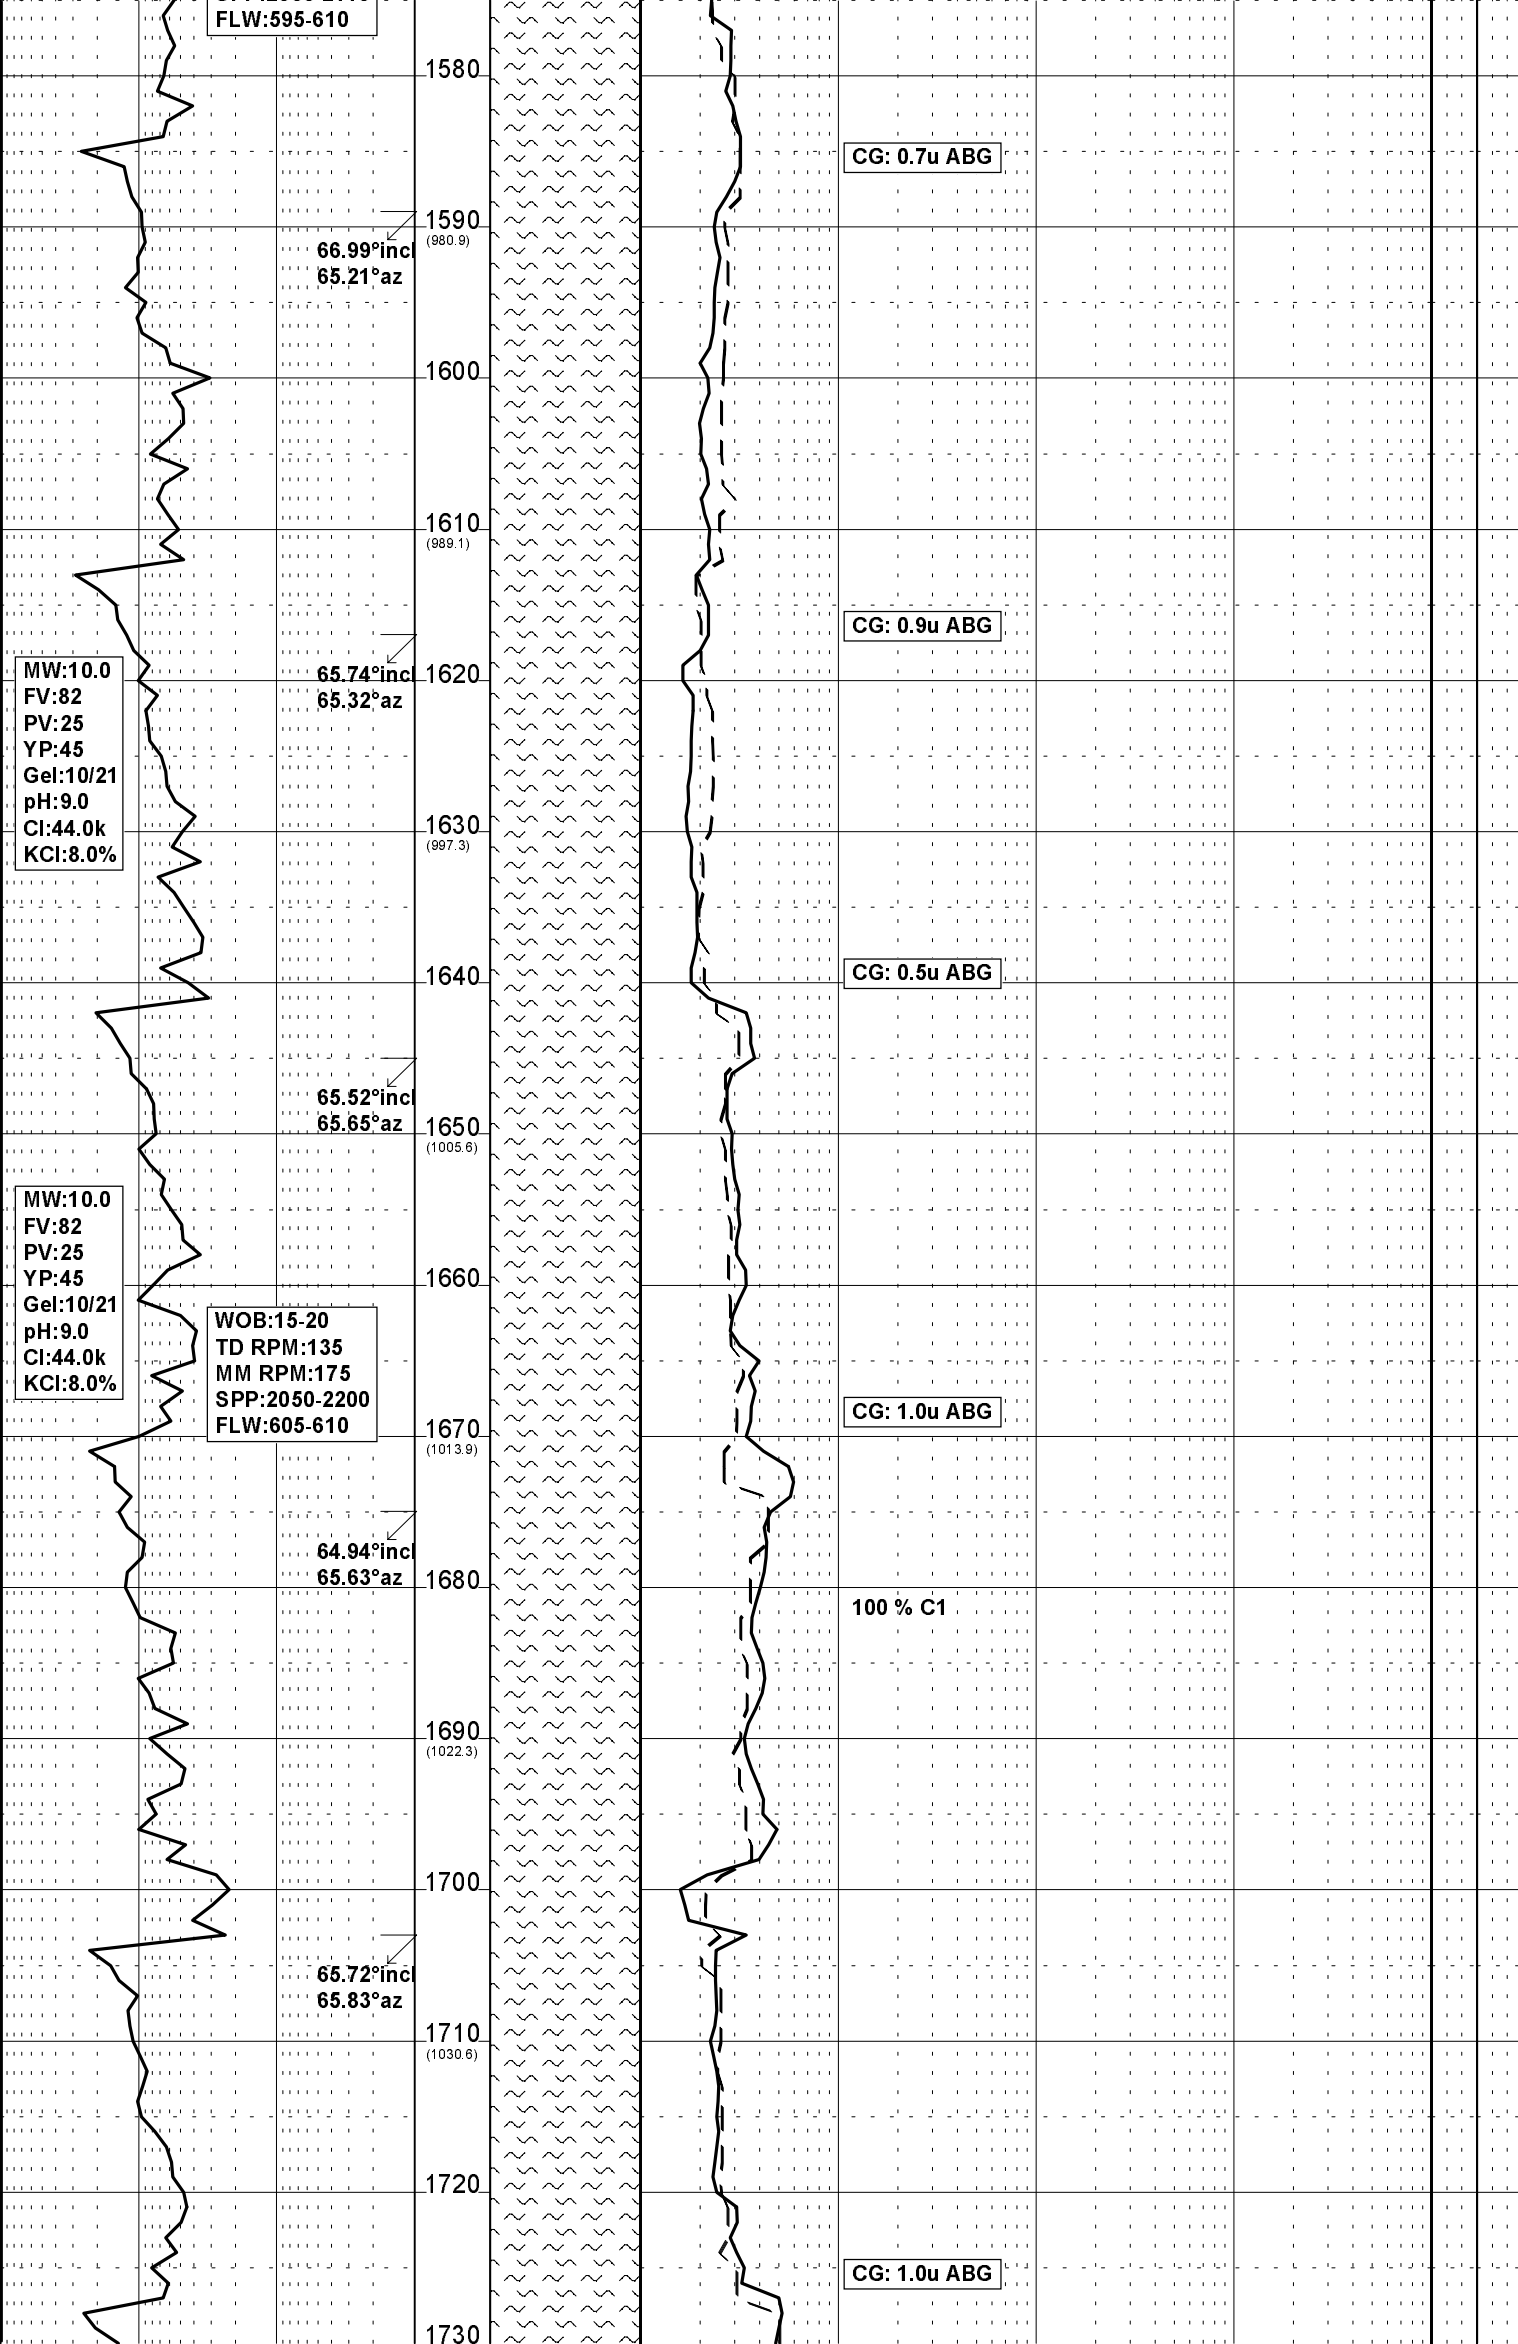 FLW:595-610
1580
CG: 0.7u ABG
1590
(980.9)
66.99°incl
65.21°az
1600
1610
(989.1)
CG: 0.9u ABG
65.74°incl
65.32°az
1620
MW:10.0
FV:82
PV:25
YP:45
Gel:10/21
pH:9.0
Cl:44.0k
KCl:8.0%
1630
(997.3)
1640
CG: 0.5u ABG
65.52°incl
65.65°az
1650
(1005.6)
MW:10.0
FV:82
PV:25
YP:45
Gel:10/21
pH:9.0
Cl:44.0k
KCl:8.0%
1660
WOB:15-20
TD RPM:135
MM RPM:175
SPP:2050-2200
FLW:605-610
CG: 1.0u ABG
1670
(1013.9)
64.94°incl
65.63°az
1680
100 % C1
1690
(1022.3)
1700
65.72°incl
65.83°az
1710
(1030.6)
1720
CG: 1.0u ABG
1730